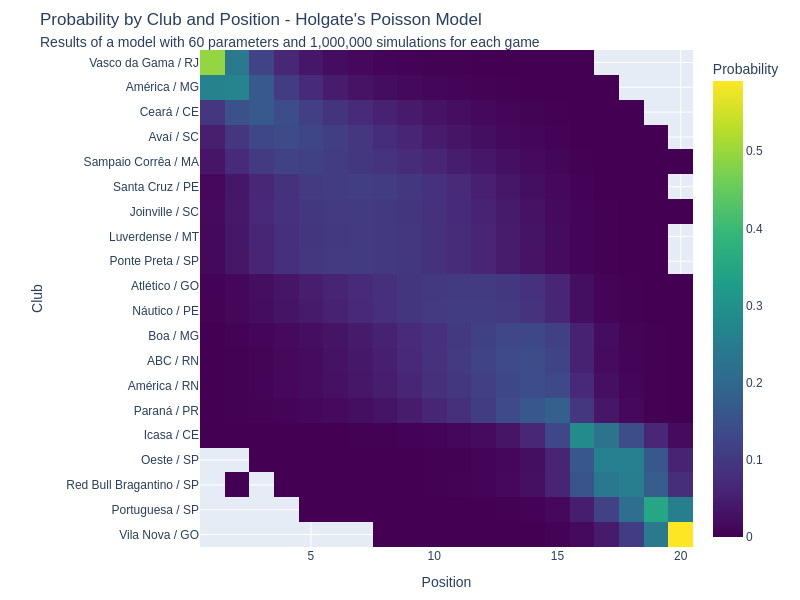 Probability by Club and Position - Holgate's Poisson Model
Results of a model with 60 parameters and 1,000,000 simulations for each game
Probability
Club
Vasco da Gama / RJ
América / MG
Ceará / CE
Avaí / SC
Sampaio Corrêa / MA
Santa Cruz / PE
Joinville / SC
Luverdense / MT
Ponte Preta / SP
Atlético / GO
Náutico / PE
Boa / MG
ABC / RN
América / RN
Paraná / PR
Icasa / CE
Oeste / SP
Red Bull Bragantino / SP
Portuguesa / SP
Vila Nova / GO
0.5
0.4
0.3
0.2
0.1
0
5
10
15
20
Position